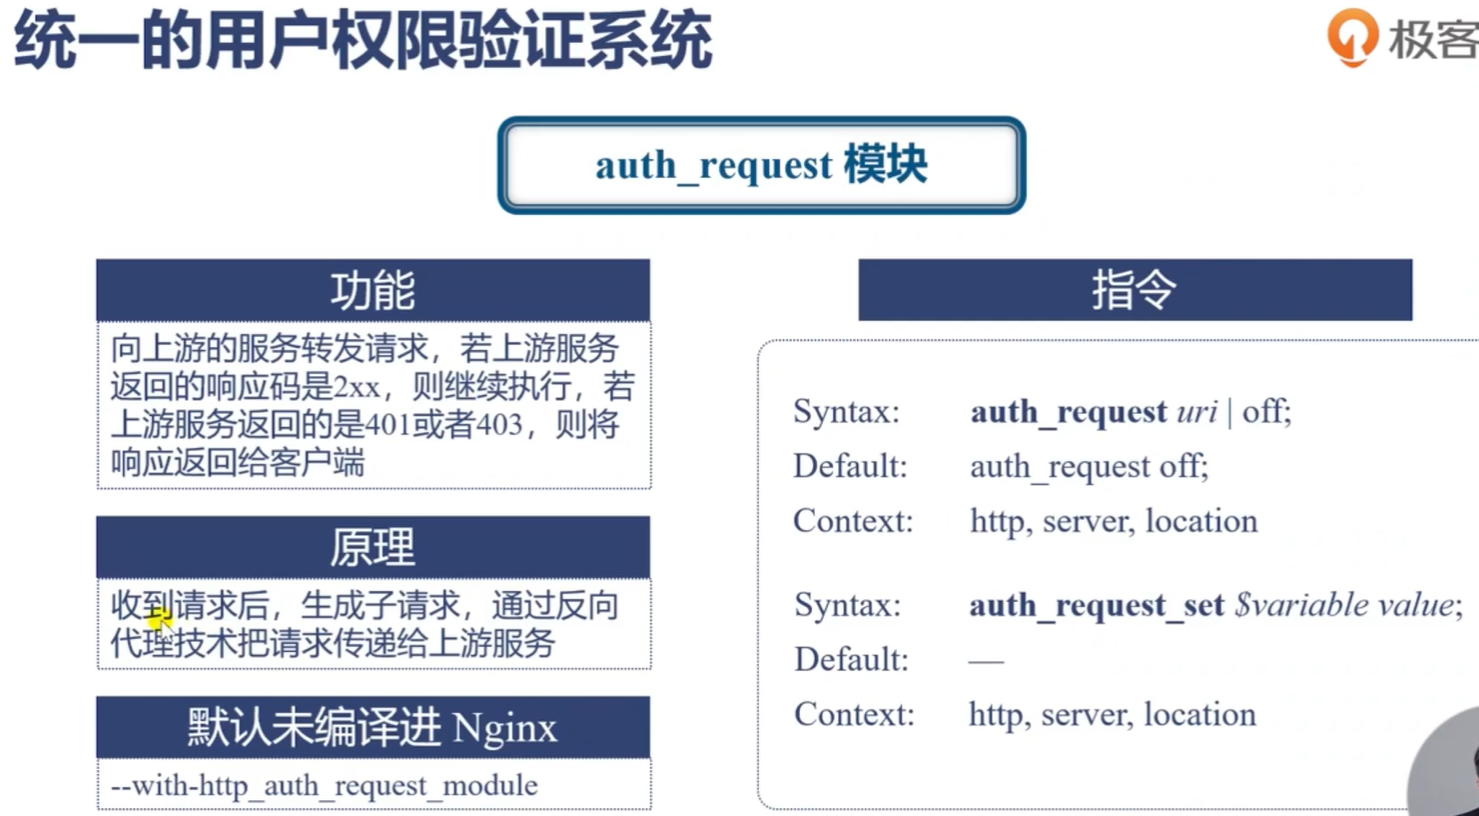 统一的用户权限验证系统
极客
auth_request 模块
功能
向上游的服务转发请求，若上游服务
返回的响应码是2xx，则继续执行，若
上游服务返回的是401或者403，则将
响应返回给客户端
原理
收到请求后，生成子请求，通过反向
代理技术把请求传递给上游服务
默认未编译进 Nginx
--with-http_auth_request_module
指令
Syntax: auth_request uri | off;
Default: auth_request off;
Context: http, server, location
Syntax: auth_request_set $variable value;
Default: —
Context: http, server, location